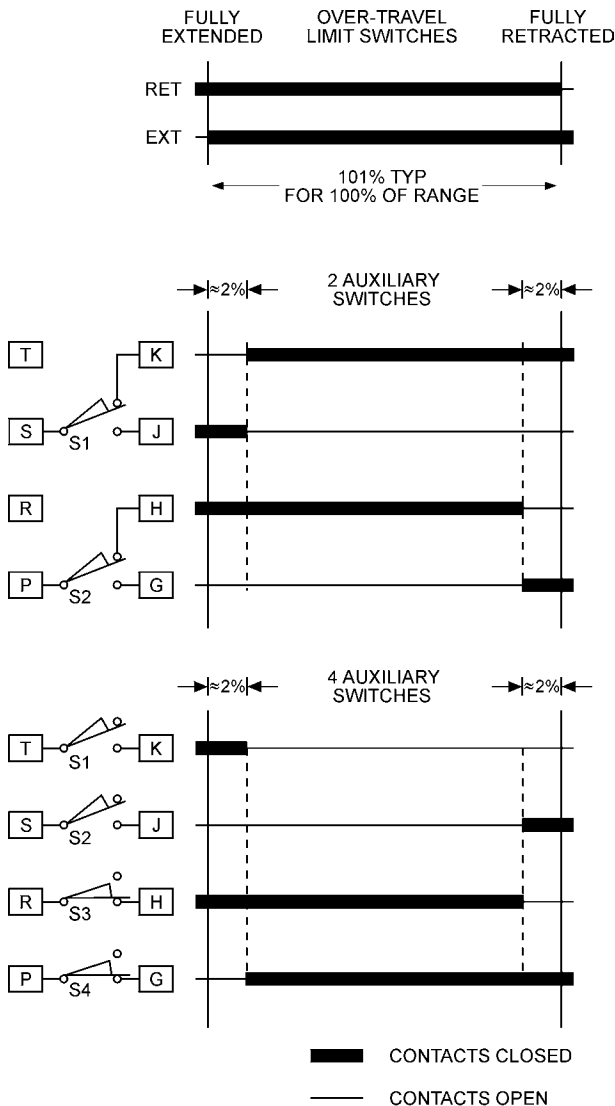 FULLY EXTENDED
OVER-TRAVEL LIMIT SWITCHES
FULLY RETRACTED
RET
EXT
101% TYP
FOR 100% OF RANGE
≈2%
2 AUXILIARY SWITCHES
≈2%
T
K
S
S1
J
R
H
P
S2
G
≈2%
4 AUXILIARY SWITCHES
≈2%
T
S1
K
S
S2
J
R
S3
H
P
S4
G
CONTACTS CLOSED
CONTACTS OPEN